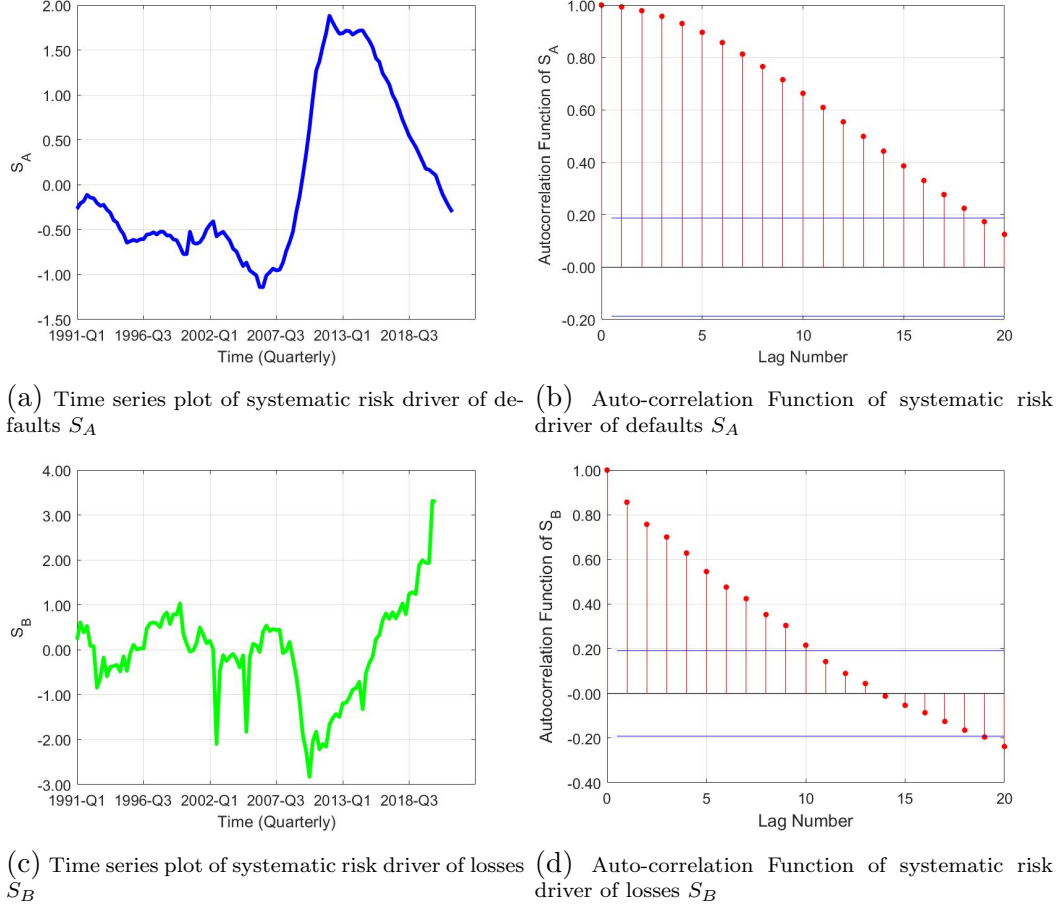 2.00
1.50
1.00
0.50
0.00
-0.50
-1.00
-1.50
S_A
1991-Q1 1996-Q3 2002-Q1 2007-Q3 2013-Q1 2018-Q3
Time (Quarterly)
1.00
0.80
0.60
0.40
0.20
-0.00
-0.20
Autocorrelation Function of S_A
0 5 10 15 20
Lag Number
(a) Time series plot of systematic risk driver of de-
faults S_A
(b) Auto-correlation Function of systematic risk
driver of defaults S_A
4.00
3.00
2.00
1.00
0.00
-1.00
-2.00
-3.00
S_B
1991-Q1 1996-Q3 2002-Q1 2007-Q3 2013-Q1 2018-Q3
Time (Quarterly)
1.00
0.80
0.60
0.40
0.20
-0.00
-0.20
-0.40
Autocorrelation Function of S_B
0 5 10 15 20
Lag Number
(c) Time series plot of systematic risk driver of losses
S_B
(d) Auto-correlation Function of systematic risk
driver of losses S_B